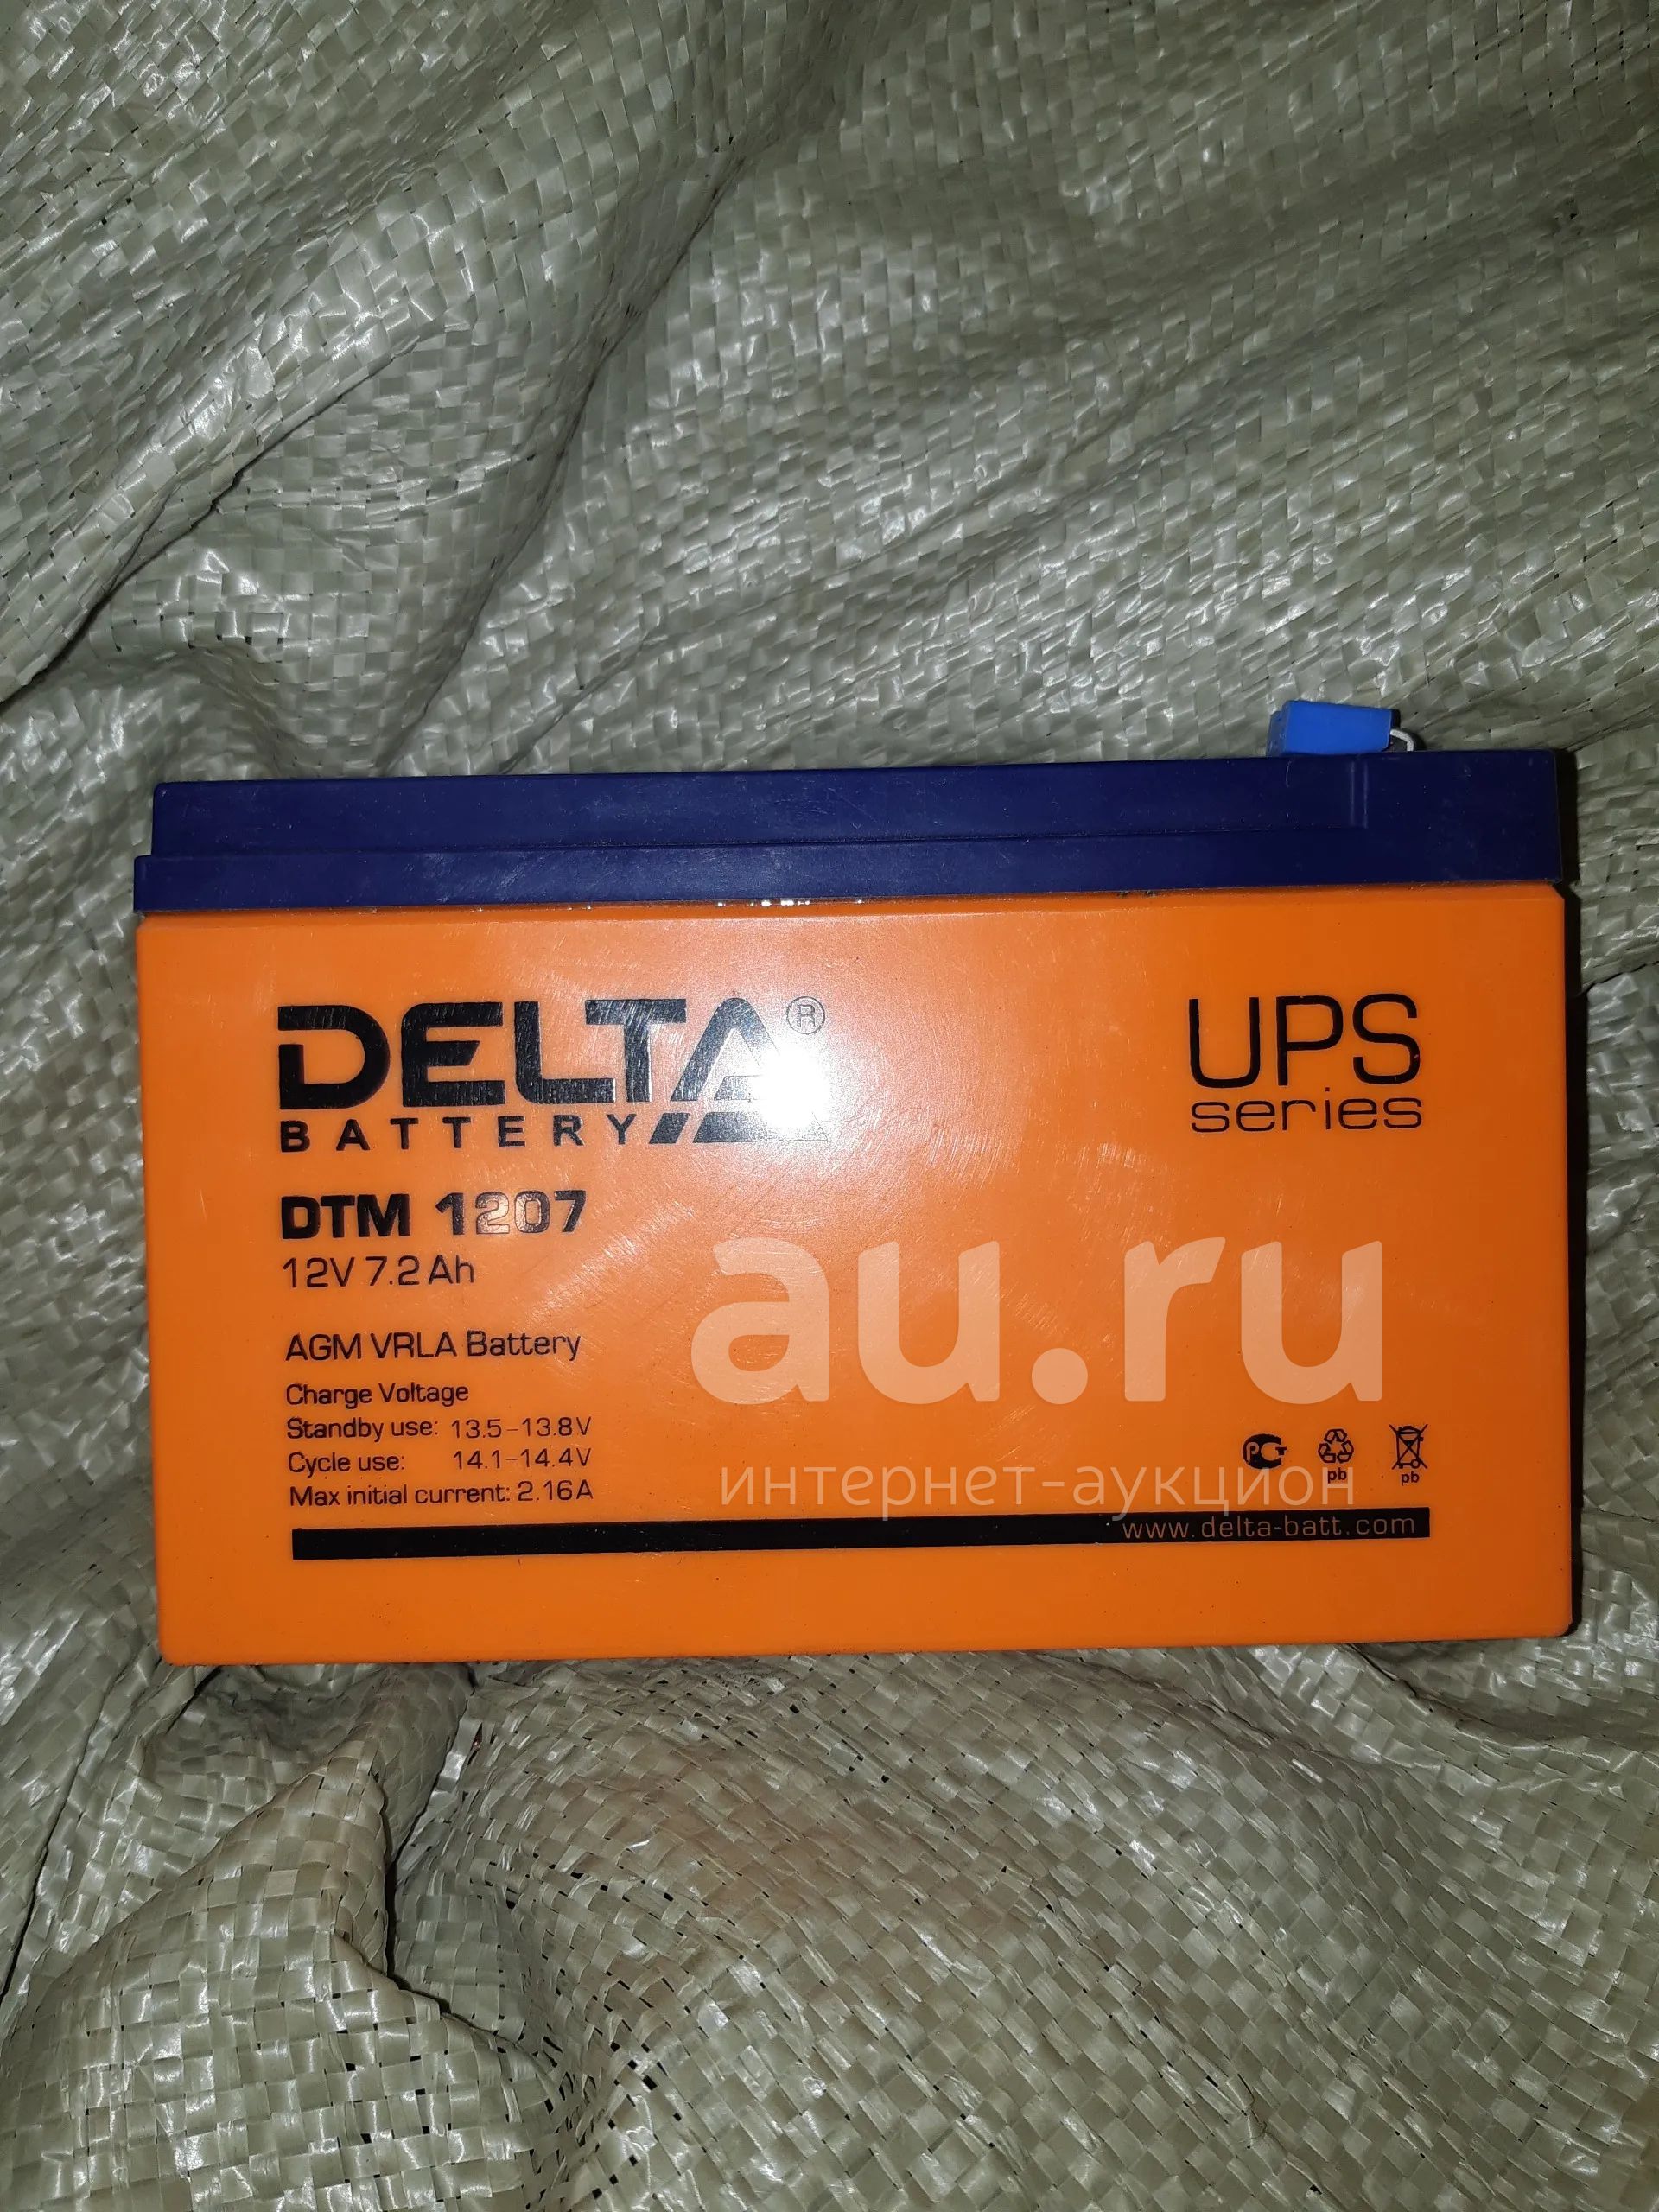 DELTA®
BATTERY
UPS
series
DTM 1207
12V 7.2 Ah
AGM VRLA Battery
Charge Voltage
Standby use: 13.5-13.8V
Cycle use: 14.1-14.4V
Max initial current: 2.16A
au.ru
интернет-аукцион
РСТ
pb
pb
www.delta-batt.com